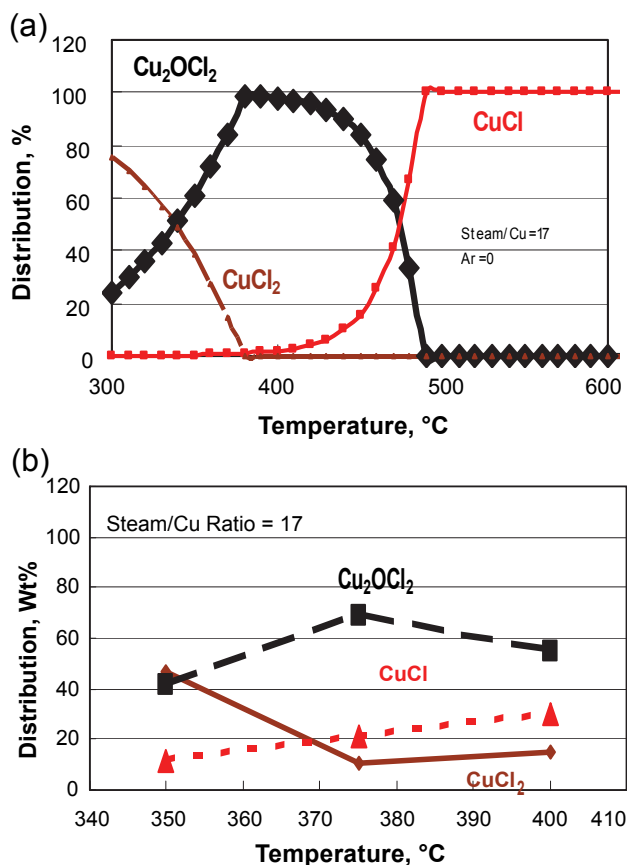 (a)
120
100
80
60
40
20
0
Distribution, %
Cu₂OCl₂
CuCl
CuCl₂
Steam/ Cu =17
Ar =0
300
400
500
600
Temperature, °C
(b)
120
100
80
60
40
20
0
Distribution, Wt%
Steam/Cu Ratio = 17
Cu₂OCl₂
CuCl
CuCl₂
340
350
360
370
380
390
400
410
Temperature, °C